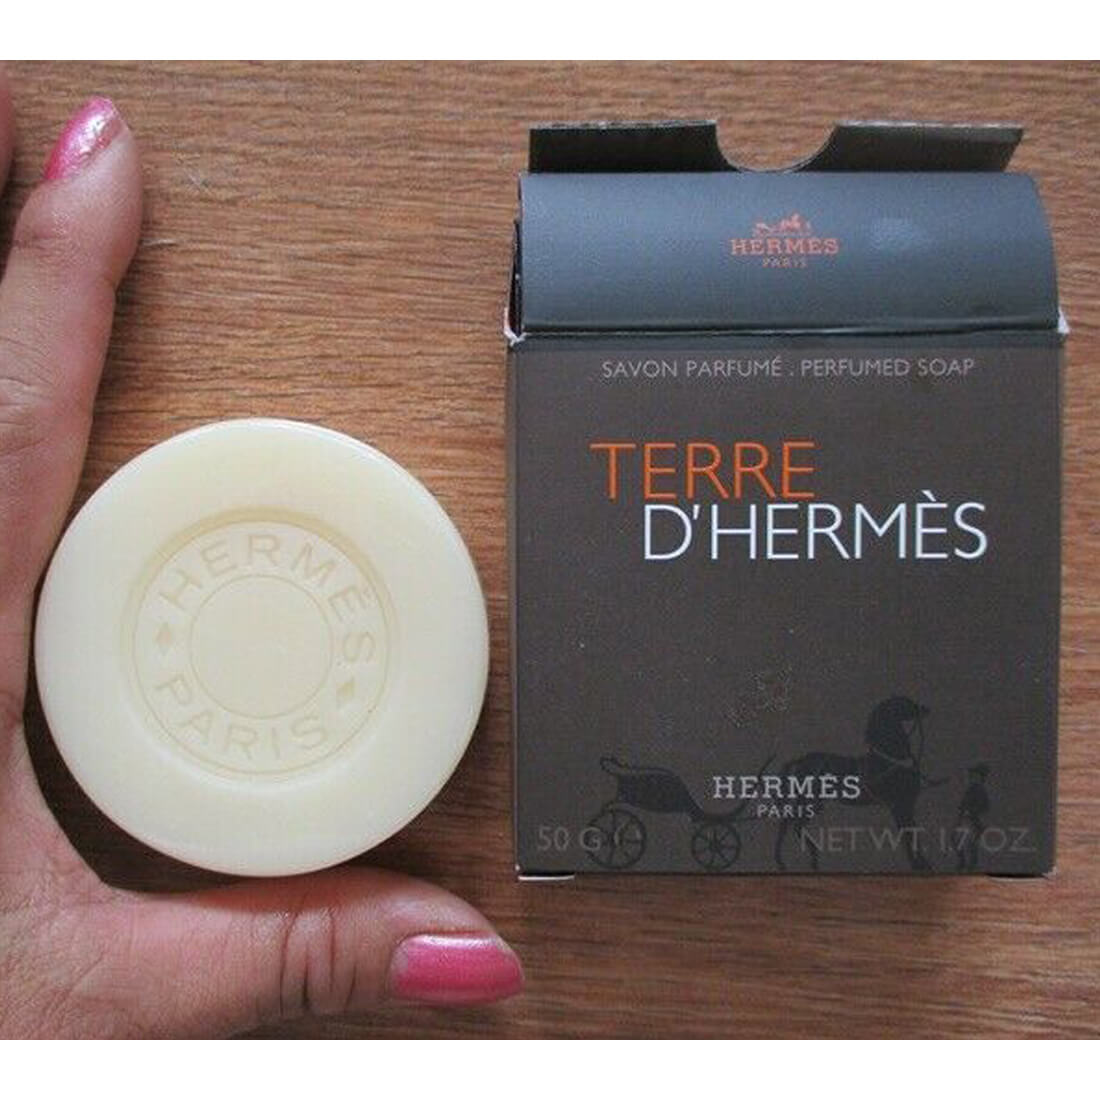 HERMÈS
PARIS
HERMÈS
PARIS
SAVON PARFUMÉ . PERFUMED SOAP
TERRE
D'HERMÈS
HERMÈS
PARIS
50 G
NET WT. 1.7 OZ.